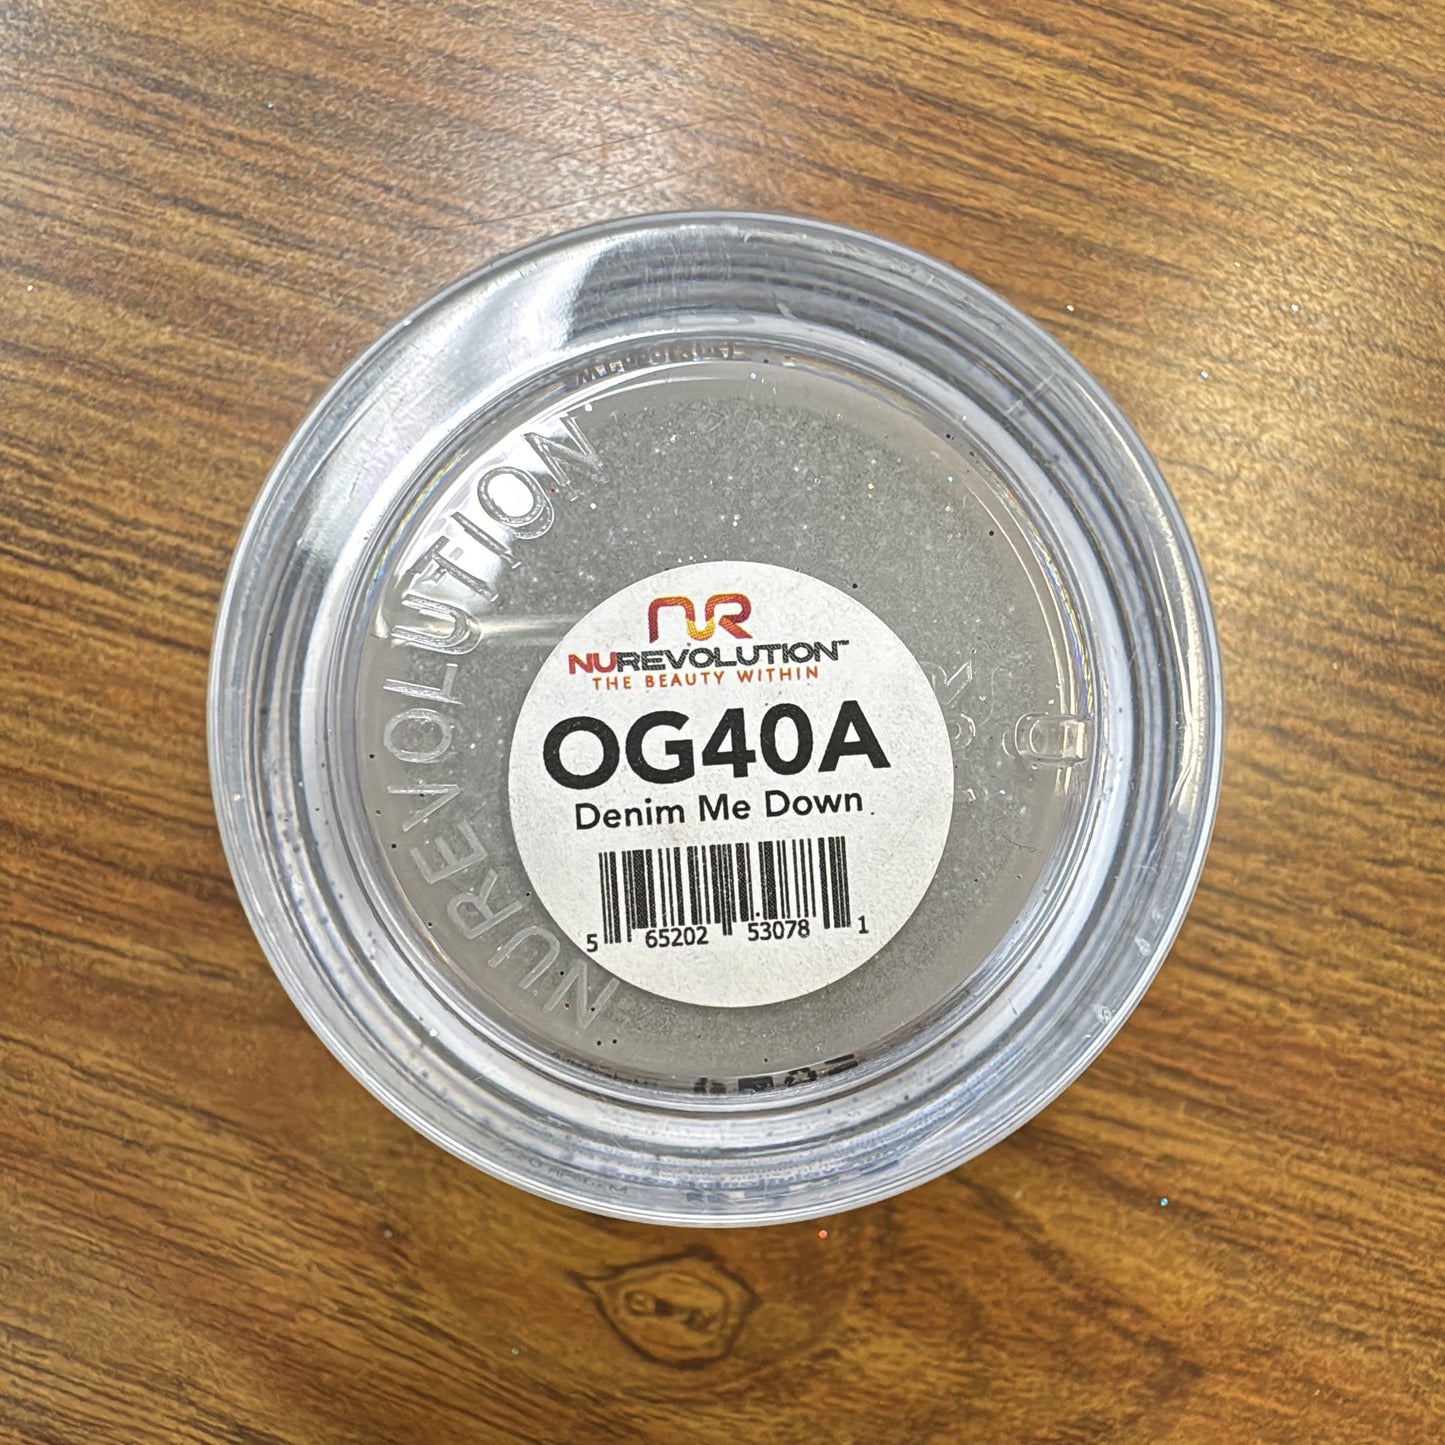 NUREVOLUTION
NR
NUREVOLUTION™
THE BEAUTY WITHIN
OG40A
Denim Me Down
5 65202 53078 1